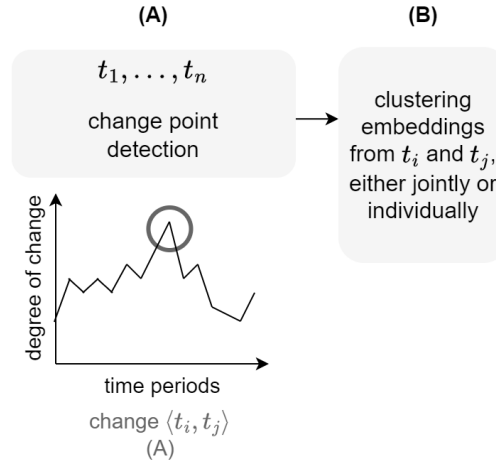 (A)
t₁, . . . , tₙ
change point
detection
(B)
clustering
embeddings
from tᵢ and tⱼ,
either jointly or
individually
degree of change
time periods
change ⟨tᵢ, tⱼ⟩
(A)